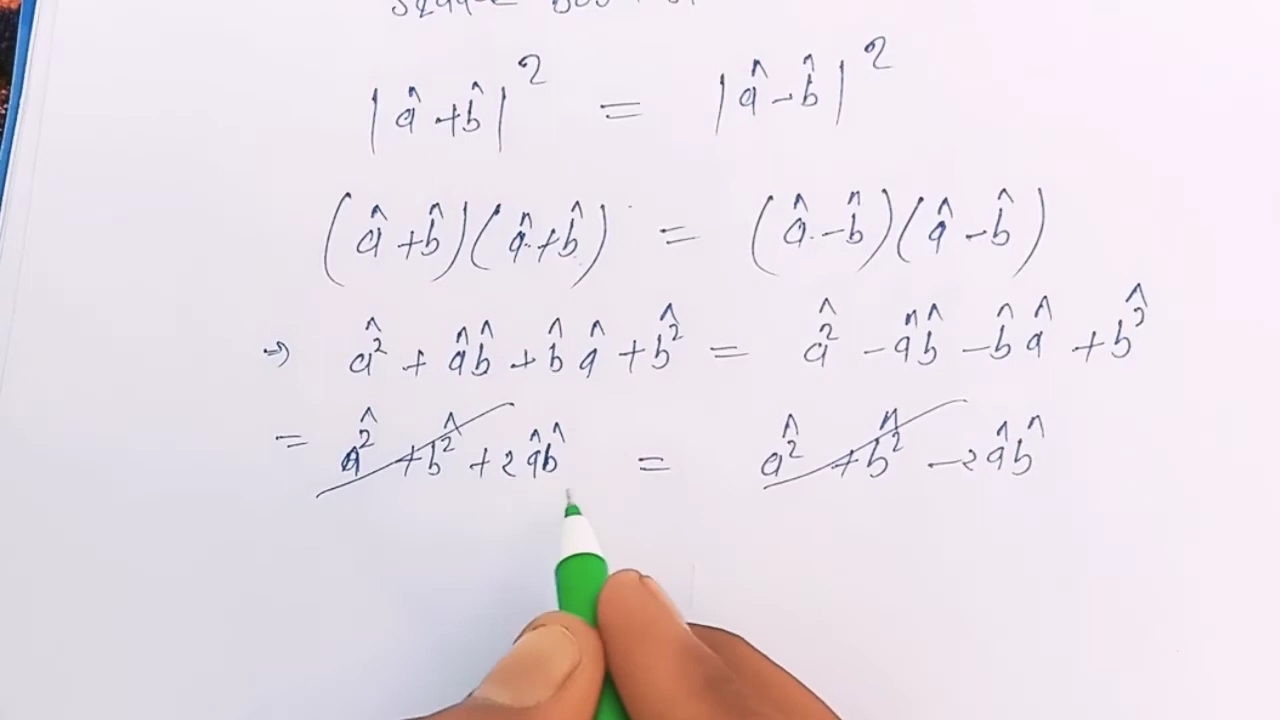 |â + b̂|² = |â - b̂|²
(â + b̂)(â + b̂) = (â - b̂)(â - b̂)
⇒ â² + âb̂ + b̂â + b̂² = â² - âb̂ - b̂â + b̂²
= â² + b̂² + 2âb̂ = â² + b̂² - 2âb̂